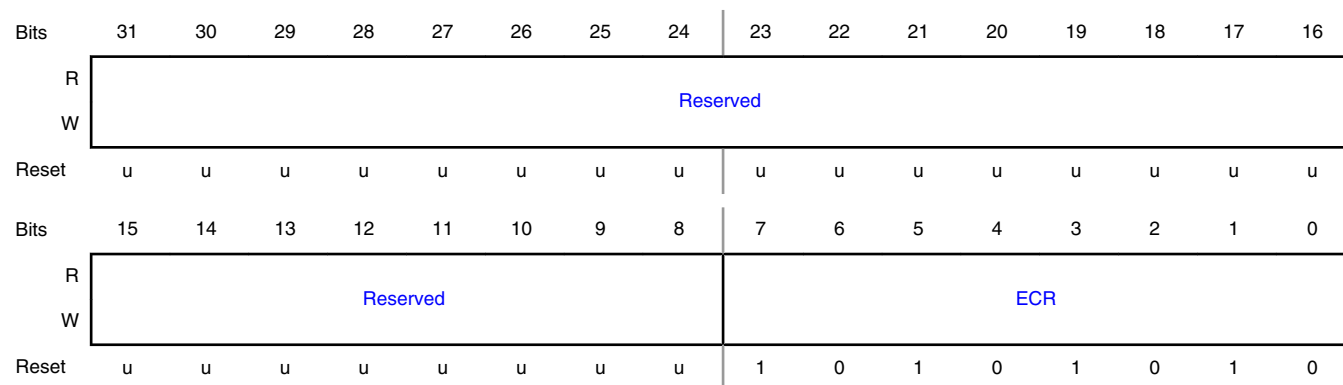 Bits 31 30 29 28 27 26 25 24 23 22 21 20 19 18 17 16
R
Reserved
W
Reset u u u u u u u u u u u u u u u u
Bits 15 14 13 12 11 10 9 8 7 6 5 4 3 2 1 0
R
Reserved ECR
W
Reset u u u u u u u u 1 0 1 0 1 0 1 0